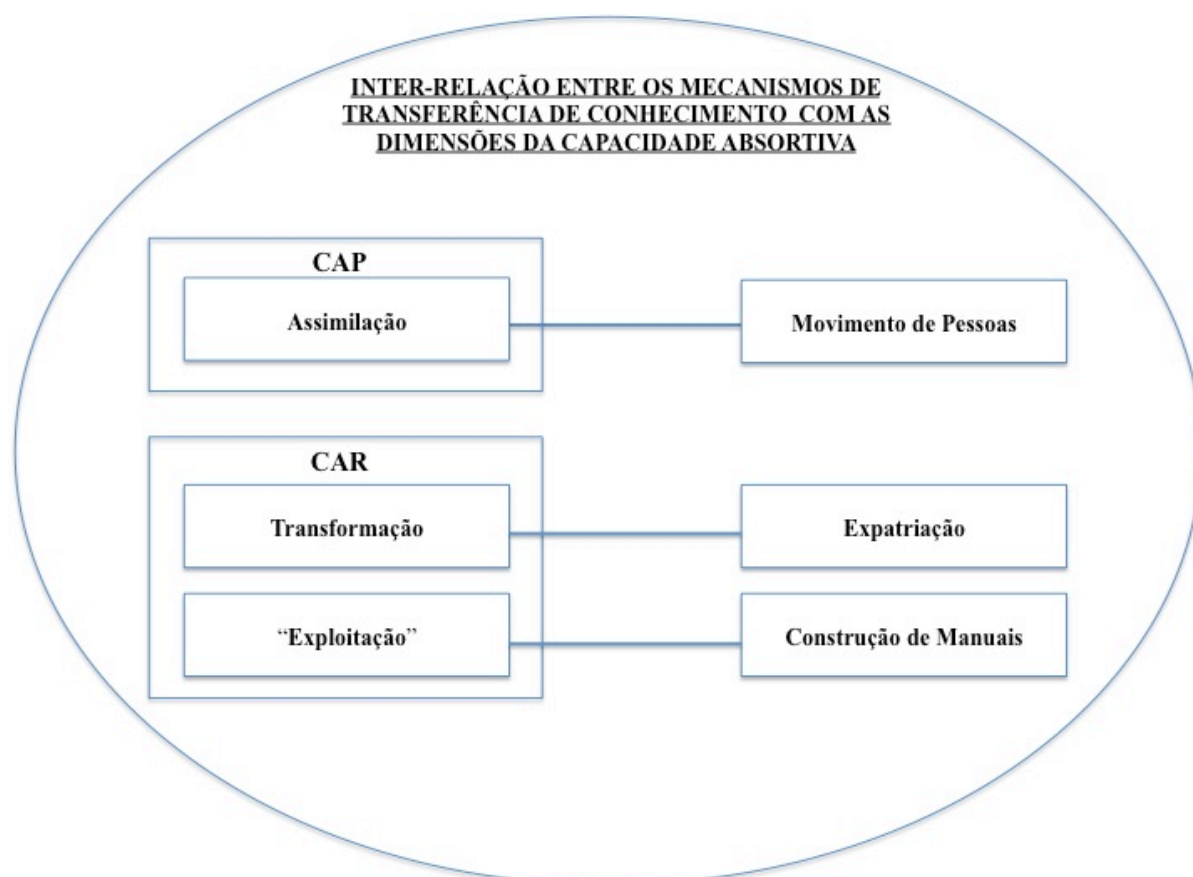 INTER-RELAÇÃO ENTRE OS MECANISMOS DE
TRANSFERÊNCIA DE CONHECIMENTO COM AS
DIMENSÕES DA CAPACIDADE ABSORTIVA
CAP
Assimilação
Movimento de Pessoas
CAR
Transformação
Expatriação
“Exploitação”
Construção de Manuais